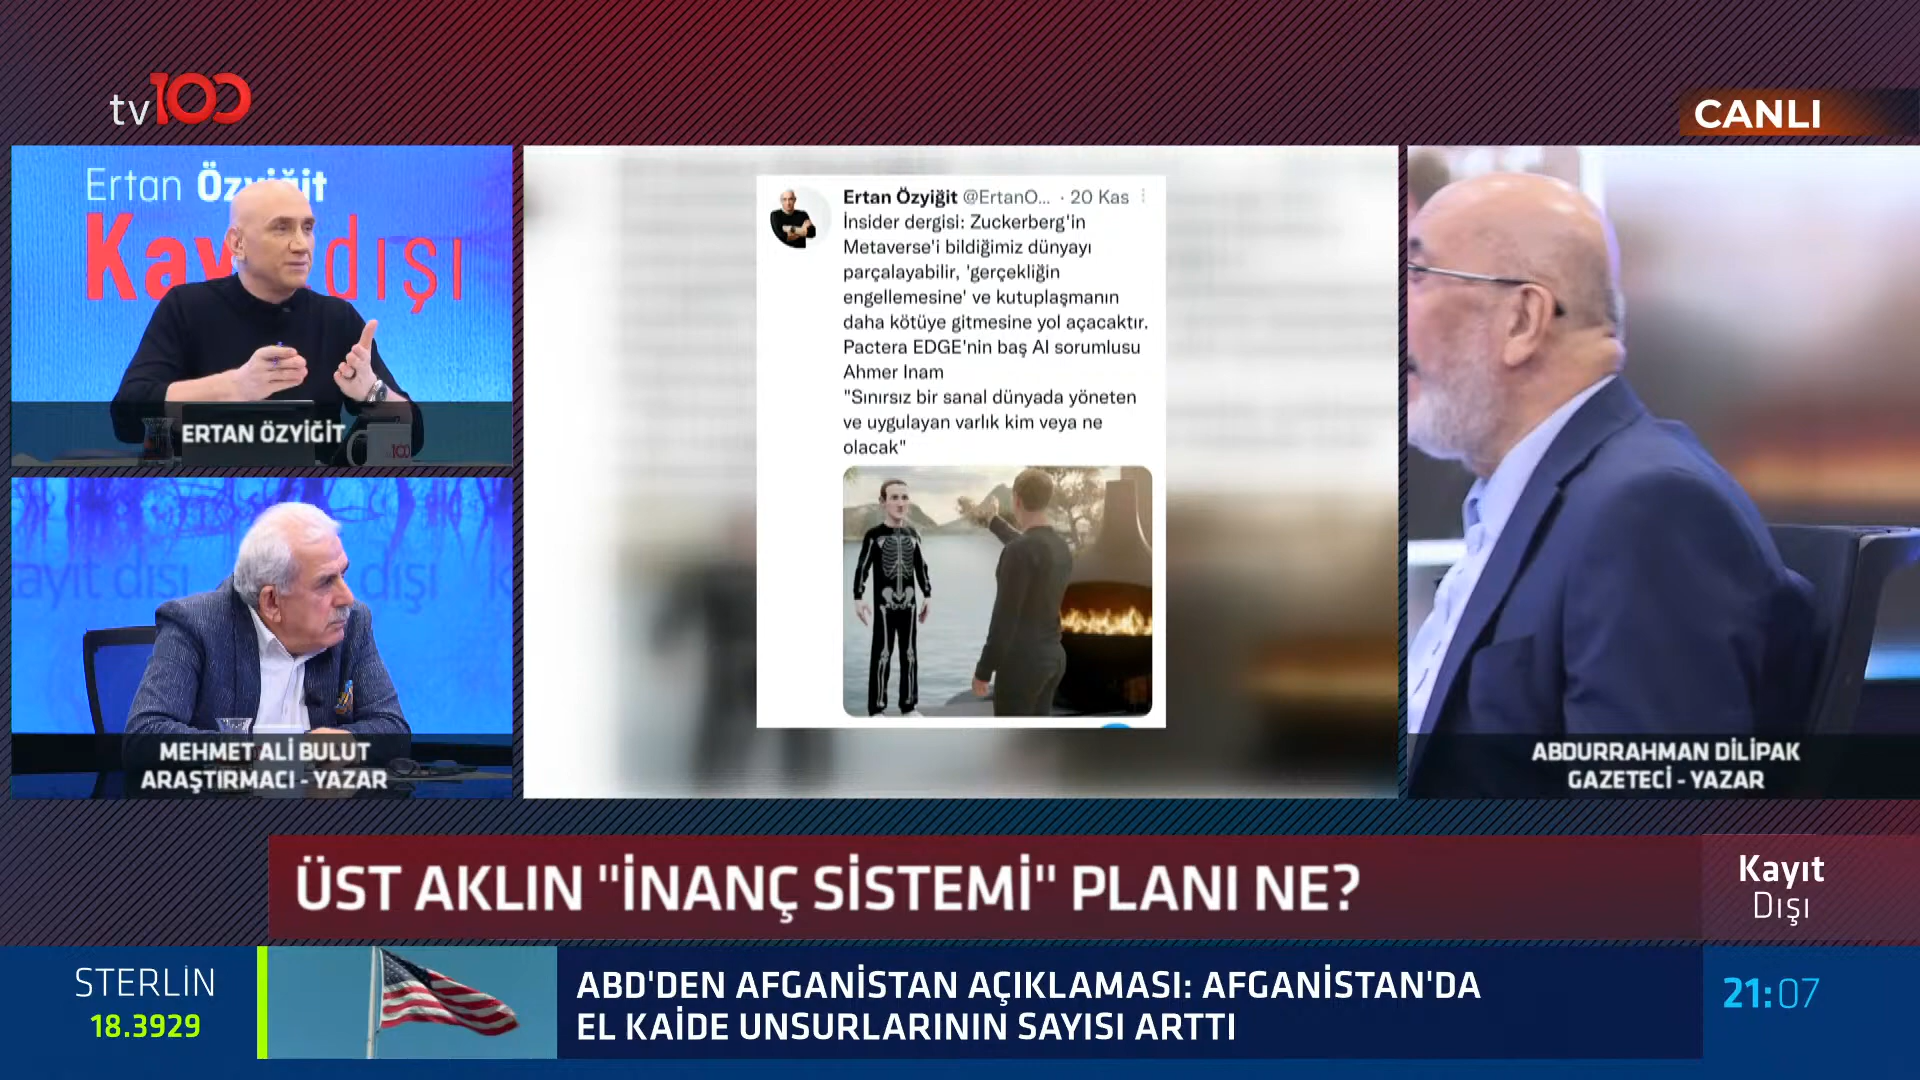 tv100
CANLI
Ertan Özyiğit
Kayıtdışı
ERTAN ÖZYİĞİT
100
kayıt dışı
dışı
MEHMET ALİ BULUT
ARAŞTIRMACI - YAZAR
Ertan Özyiğit @ErtanO... · 20 Kas
İnsider dergisi: Zuckerberg'in
Metaverse'i bildiğimiz dünyayı
parçalayabilir, 'gerçekliğin
engellemesine' ve kutuplaşmanın
daha kötüye gitmesine yol açacaktır.
Pactera EDGE'nin baş AI sorumlusu
Ahmer Inam
"Sınırsız bir sanal dünyada yöneten
ve uygulayan varlık kim veya ne
olacak"
ABDURRAHMAN DİLİPAK
GAZETECİ - YAZAR
ÜST AKLIN "İNANÇ SİSTEMİ" PLANI NE?
Kayıt
Dışı
STERLİN
18.3929
ABD'DEN AFGANİSTAN AÇIKLAMASI: AFGANİSTAN'DA
EL KAİDE UNSURLARININ SAYISI ARTTI
21:07